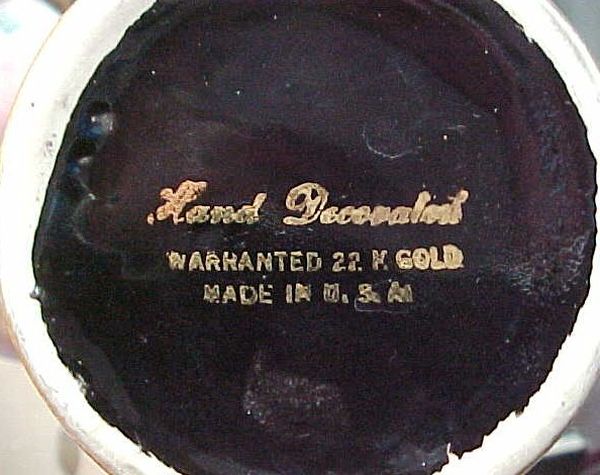 Hand Decorated
WARRANTED 22 K GOLD
MADE IN U.S.A